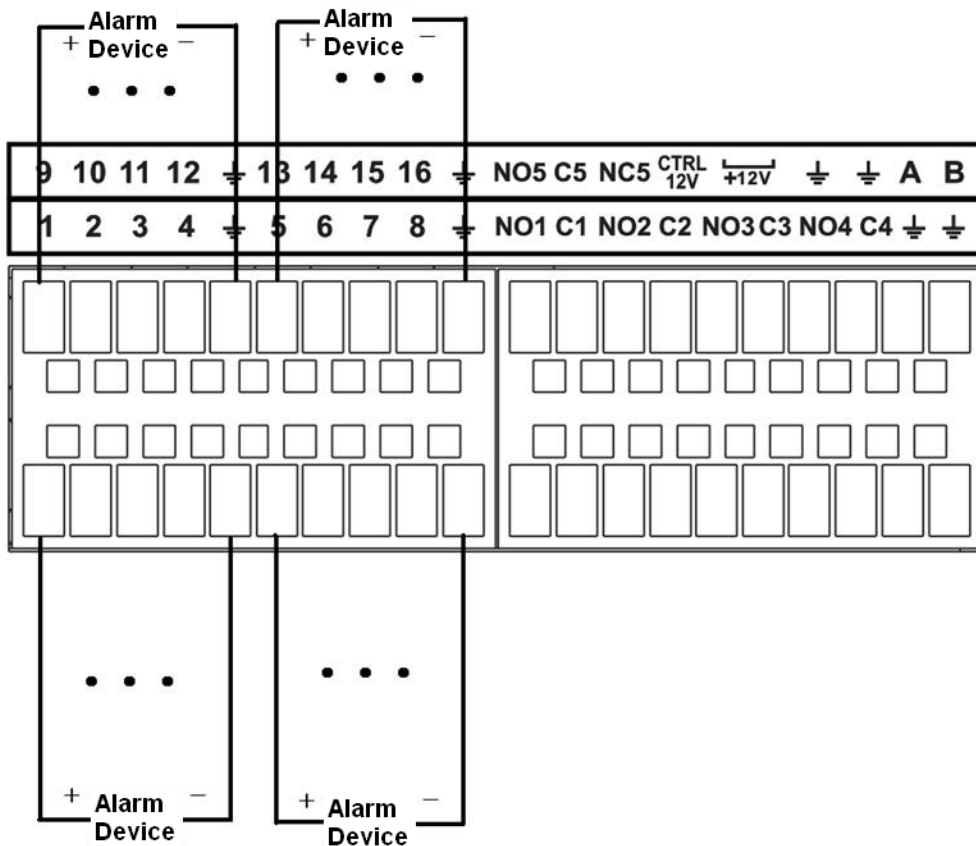 Alarm
Device
+ −
Alarm
Device
+ −
9 10 11 12 ⏚ 13 14 15 16 ⏚ NO5 C5 NC5 CTRL 12V +12V ⏚ ⏚ A B
1 2 3 4 ⏚ 5 6 7 8 ⏚ NO1 C1 NO2 C2 NO3 C3 NO4 C4 ⏚ ⏚
+ −
Alarm
Device
+ −
Alarm
Device